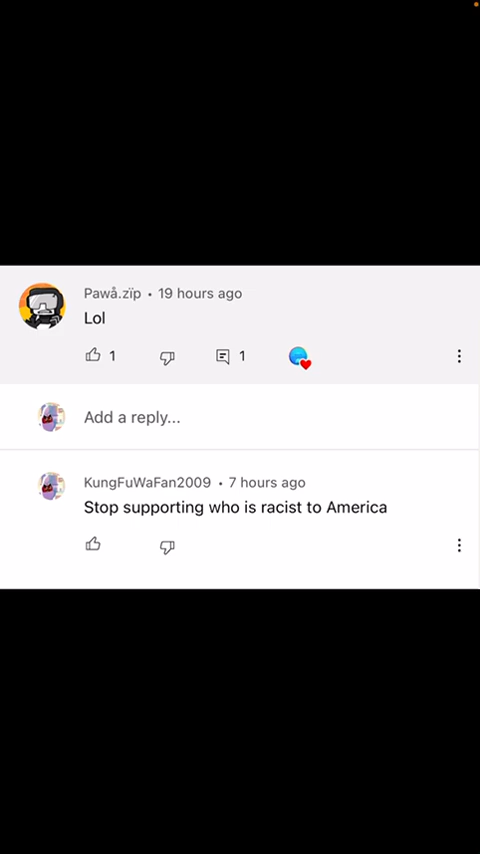 Pawå.zïp • 19 hours ago
Lol
1 1
Add a reply...
KungFuWaFan2009 • 7 hours ago
Stop supporting who is racist to America